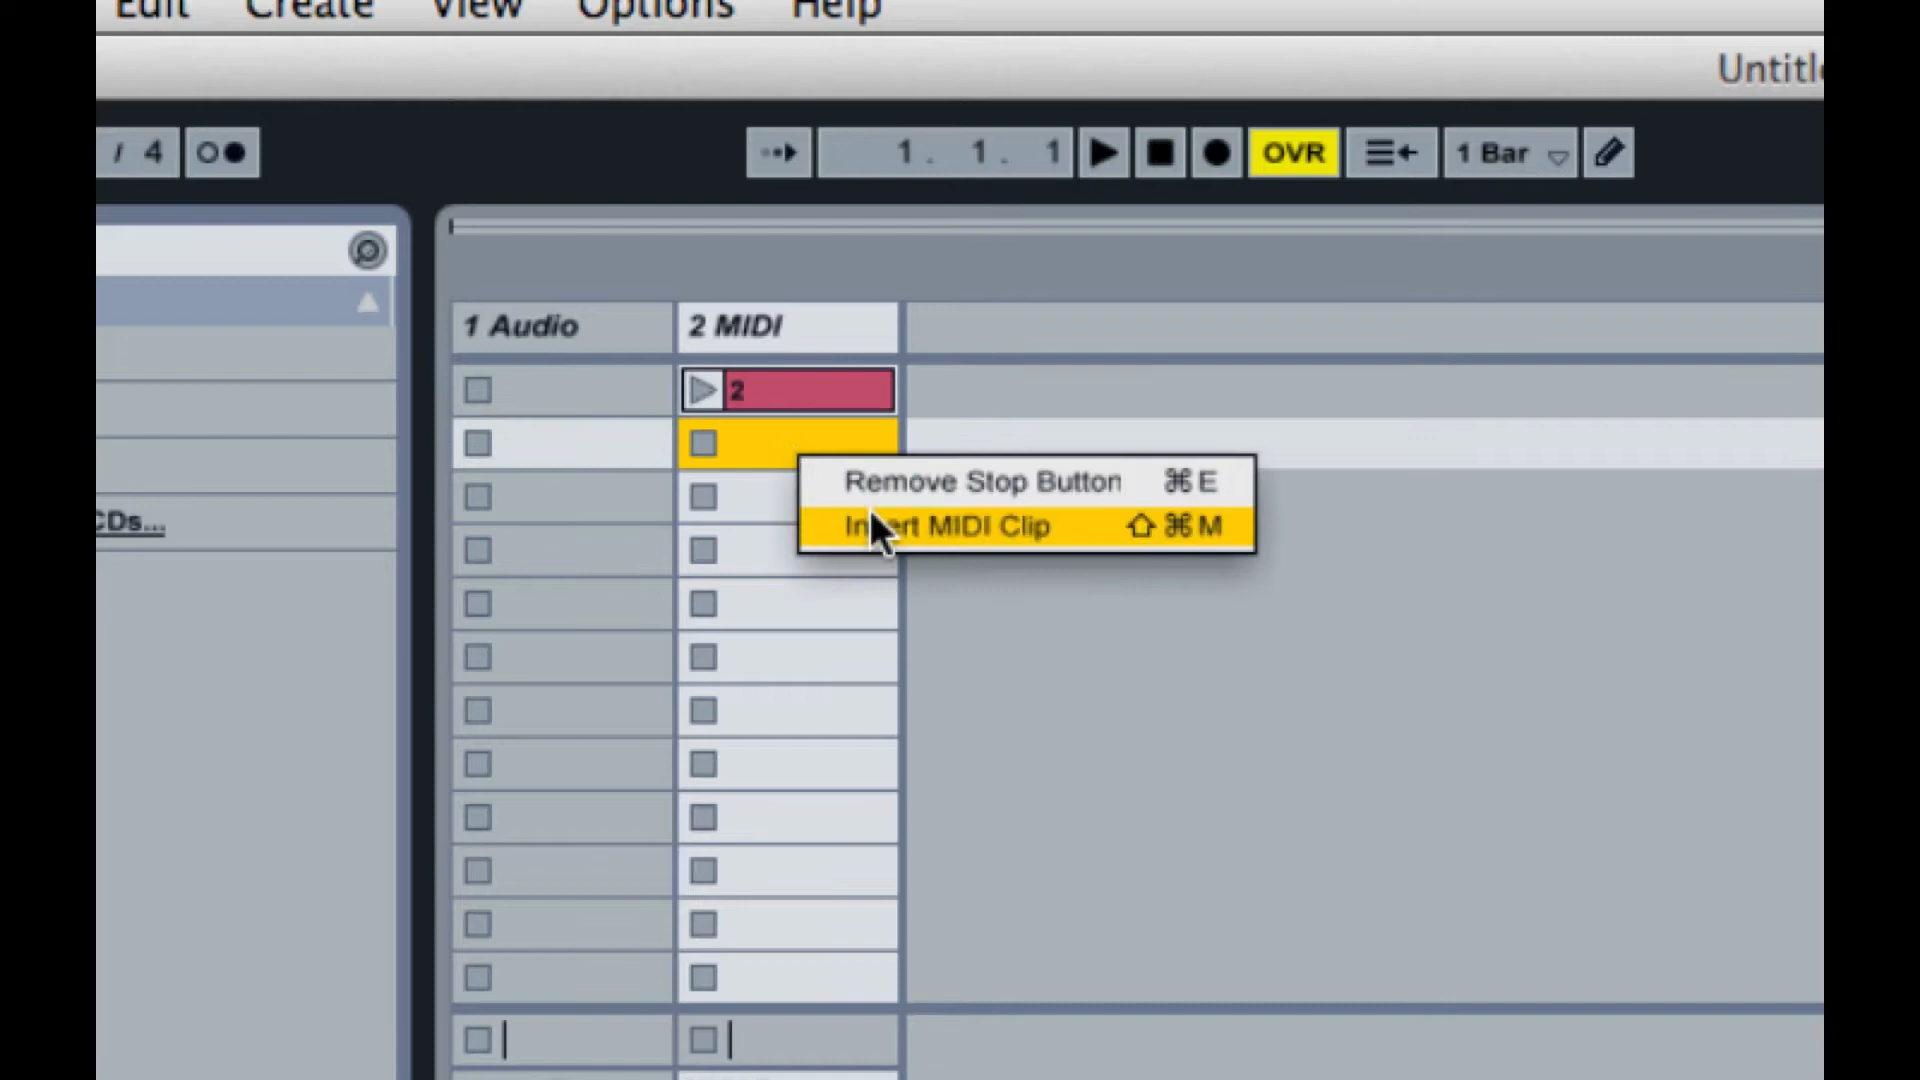 Edit Create View Options Help
Untitl
/ 4 1. 1. 1 OVR 1 Bar
1 Audio 2 MIDI
2
Remove Stop Button ⌘E
Insert MIDI Clip ⇧⌘M
CDs...